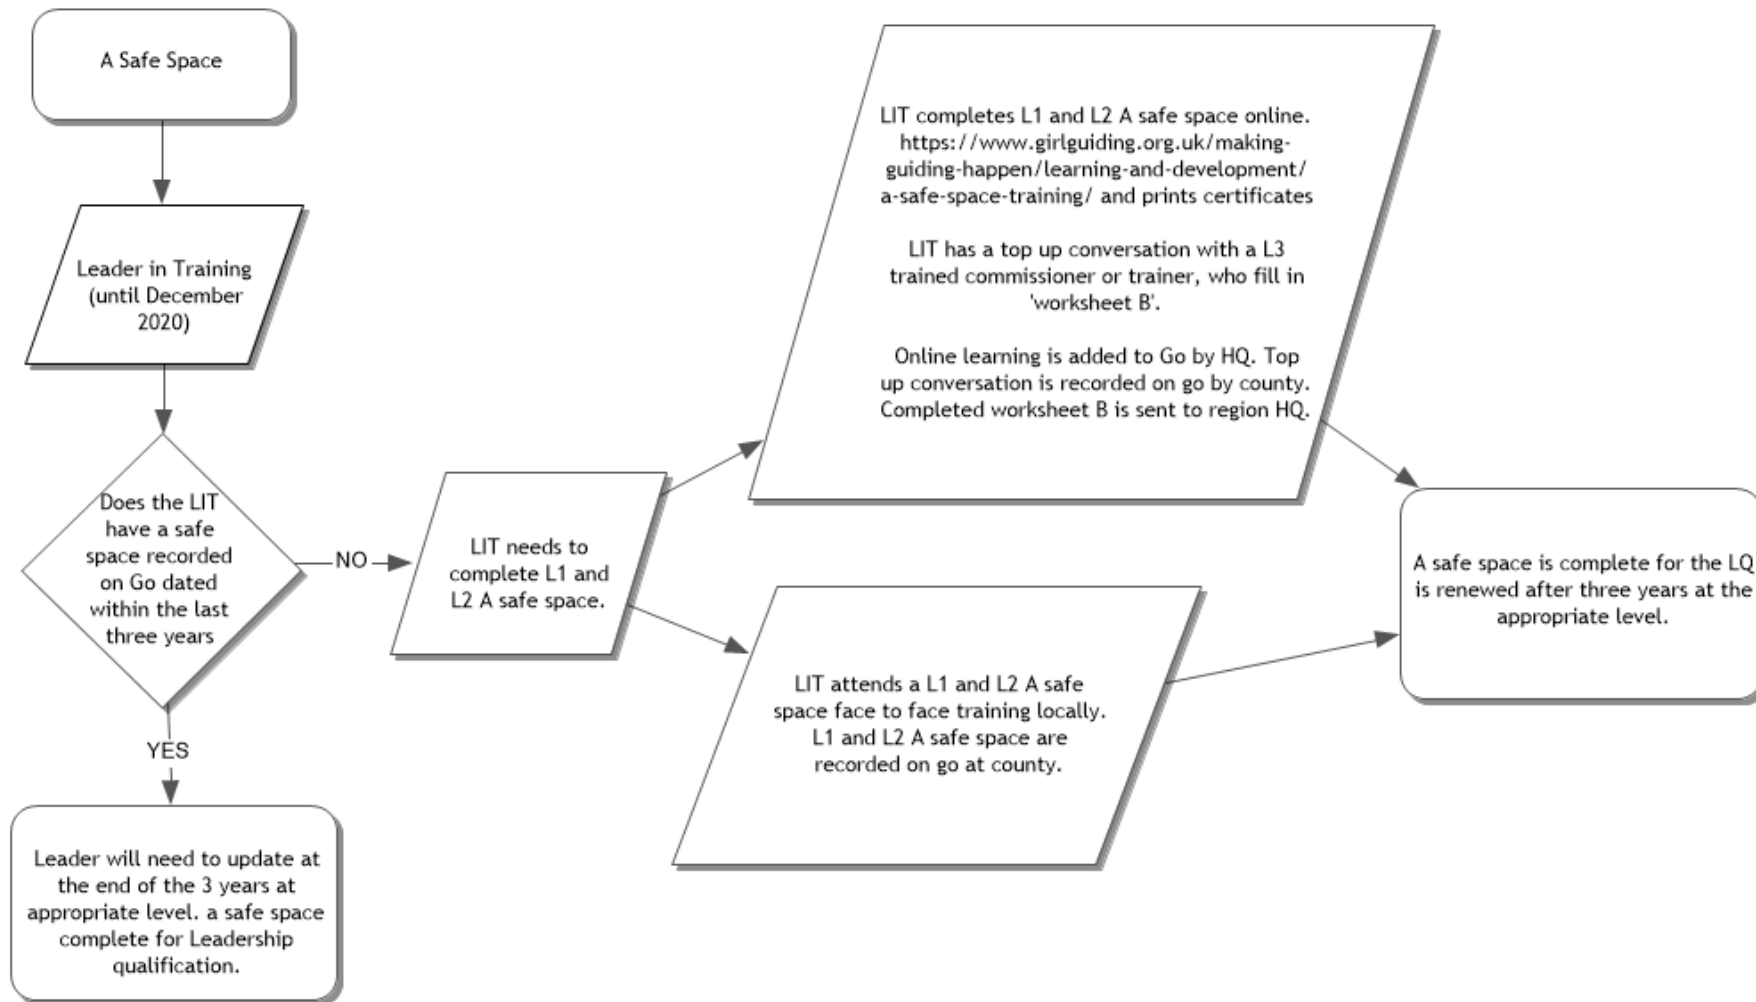 A Safe Space
Leader in Training
(until December
2020)
Does the LIT
have a safe
space recorded
on Go dated
within the last
three years
NO
YES
Leader will need to update at
the end of the 3 years at
appropriate level. a safe space
complete for Leadership
qualification.
LIT needs to
complete L1 and
L2 A safe space.
LIT completes L1 and L2 A safe space online.
https://www.girlguiding.org.uk/making-
guiding-happen/learning-and-development/
a-safe-space-training/ and prints certificates
LIT has a top up conversation with a L3
trained commissioner or trainer, who fill in
'worksheet B'.
Online learning is added to Go by HQ. Top
up conversation is recorded on go by county.
Completed worksheet B is sent to region HQ.
LIT attends a L1 and L2 A safe
space face to face training locally.
L1 and L2 A safe space are
recorded on go at county.
A safe space is complete for the LQ
is renewed after three years at the
appropriate level.